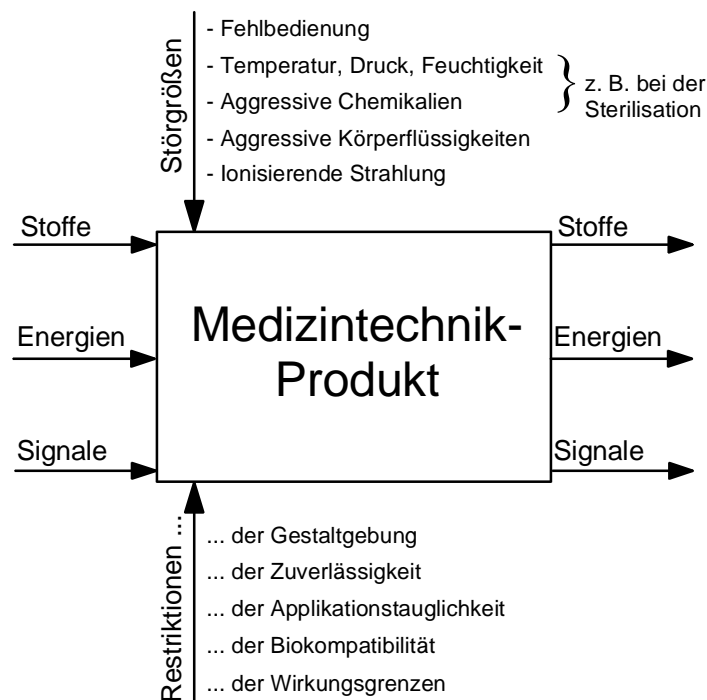 Störgrößen
- Fehlbedienung
- Temperatur, Druck, Feuchtigkeit
- Aggressive Chemikalien
z. B. bei der
Sterilisation
- Aggressive Körperflüssigkeiten
- Ionisierende Strahlung
Stoffe
Stoffe
Energien
Medizintechnik-
Produkt
Energien
Signale
Signale
Restriktionen ...
... der Gestaltgebung
... der Zuverlässigkeit
... der Applikationstauglichkeit
... der Biokompatibilität
... der Wirkungsgrenzen